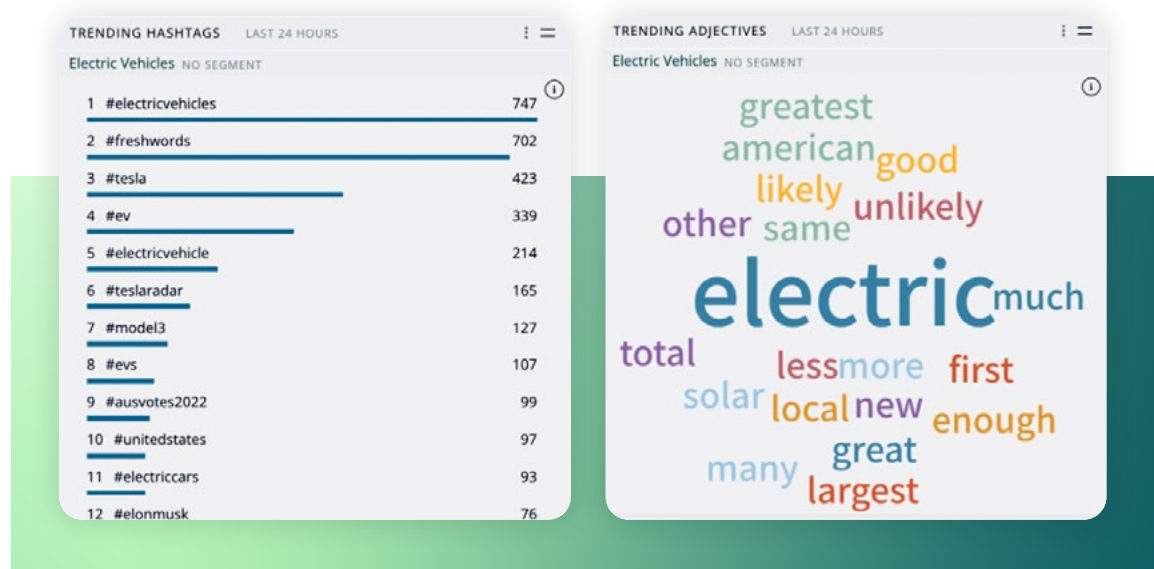 TRENDING HASHTAGS LAST 24 HOURS
Electric Vehicles NO SEGMENT
1 #electricvehicles 747
2 #freshwords 702
3 #tesla 423
4 #ev 339
5 #electricvehicle 214
6 #teslaradar 165
7 #model3 127
8 #evs 107
9 #ausvotes2022 99
10 #unitedstates 97
11 #electriccars 93
12 #elonmusk 76
TRENDING ADJECTIVES LAST 24 HOURS
Electric Vehicles NO SEGMENT
greatest
american good
likely unlikely
other same
electric much
total
less more first
solar local new enough
great
many
largest